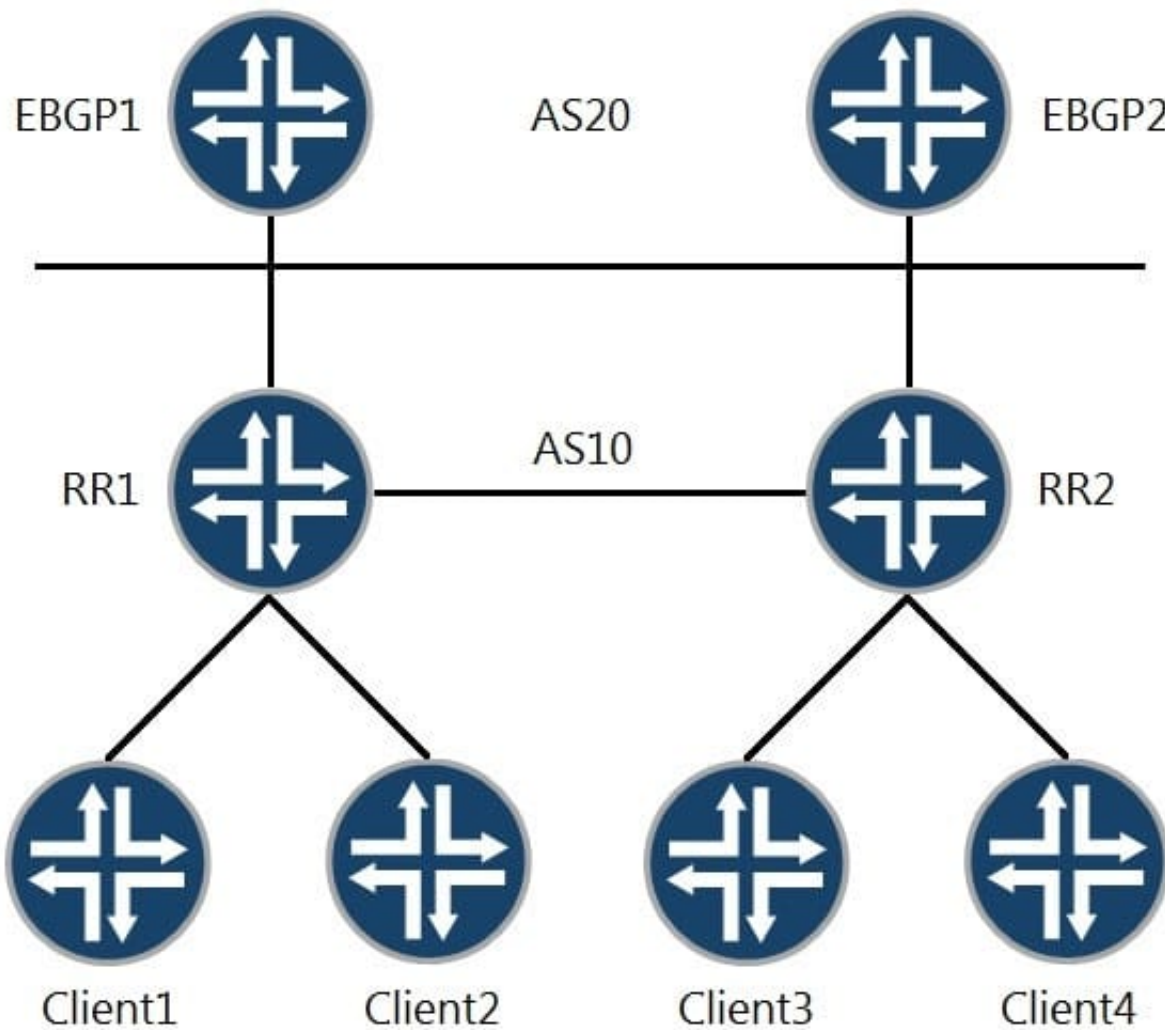 EBGP1
AS20
EBGP2
AS10
RR1
RR2
Client1
Client2
Client3
Client4